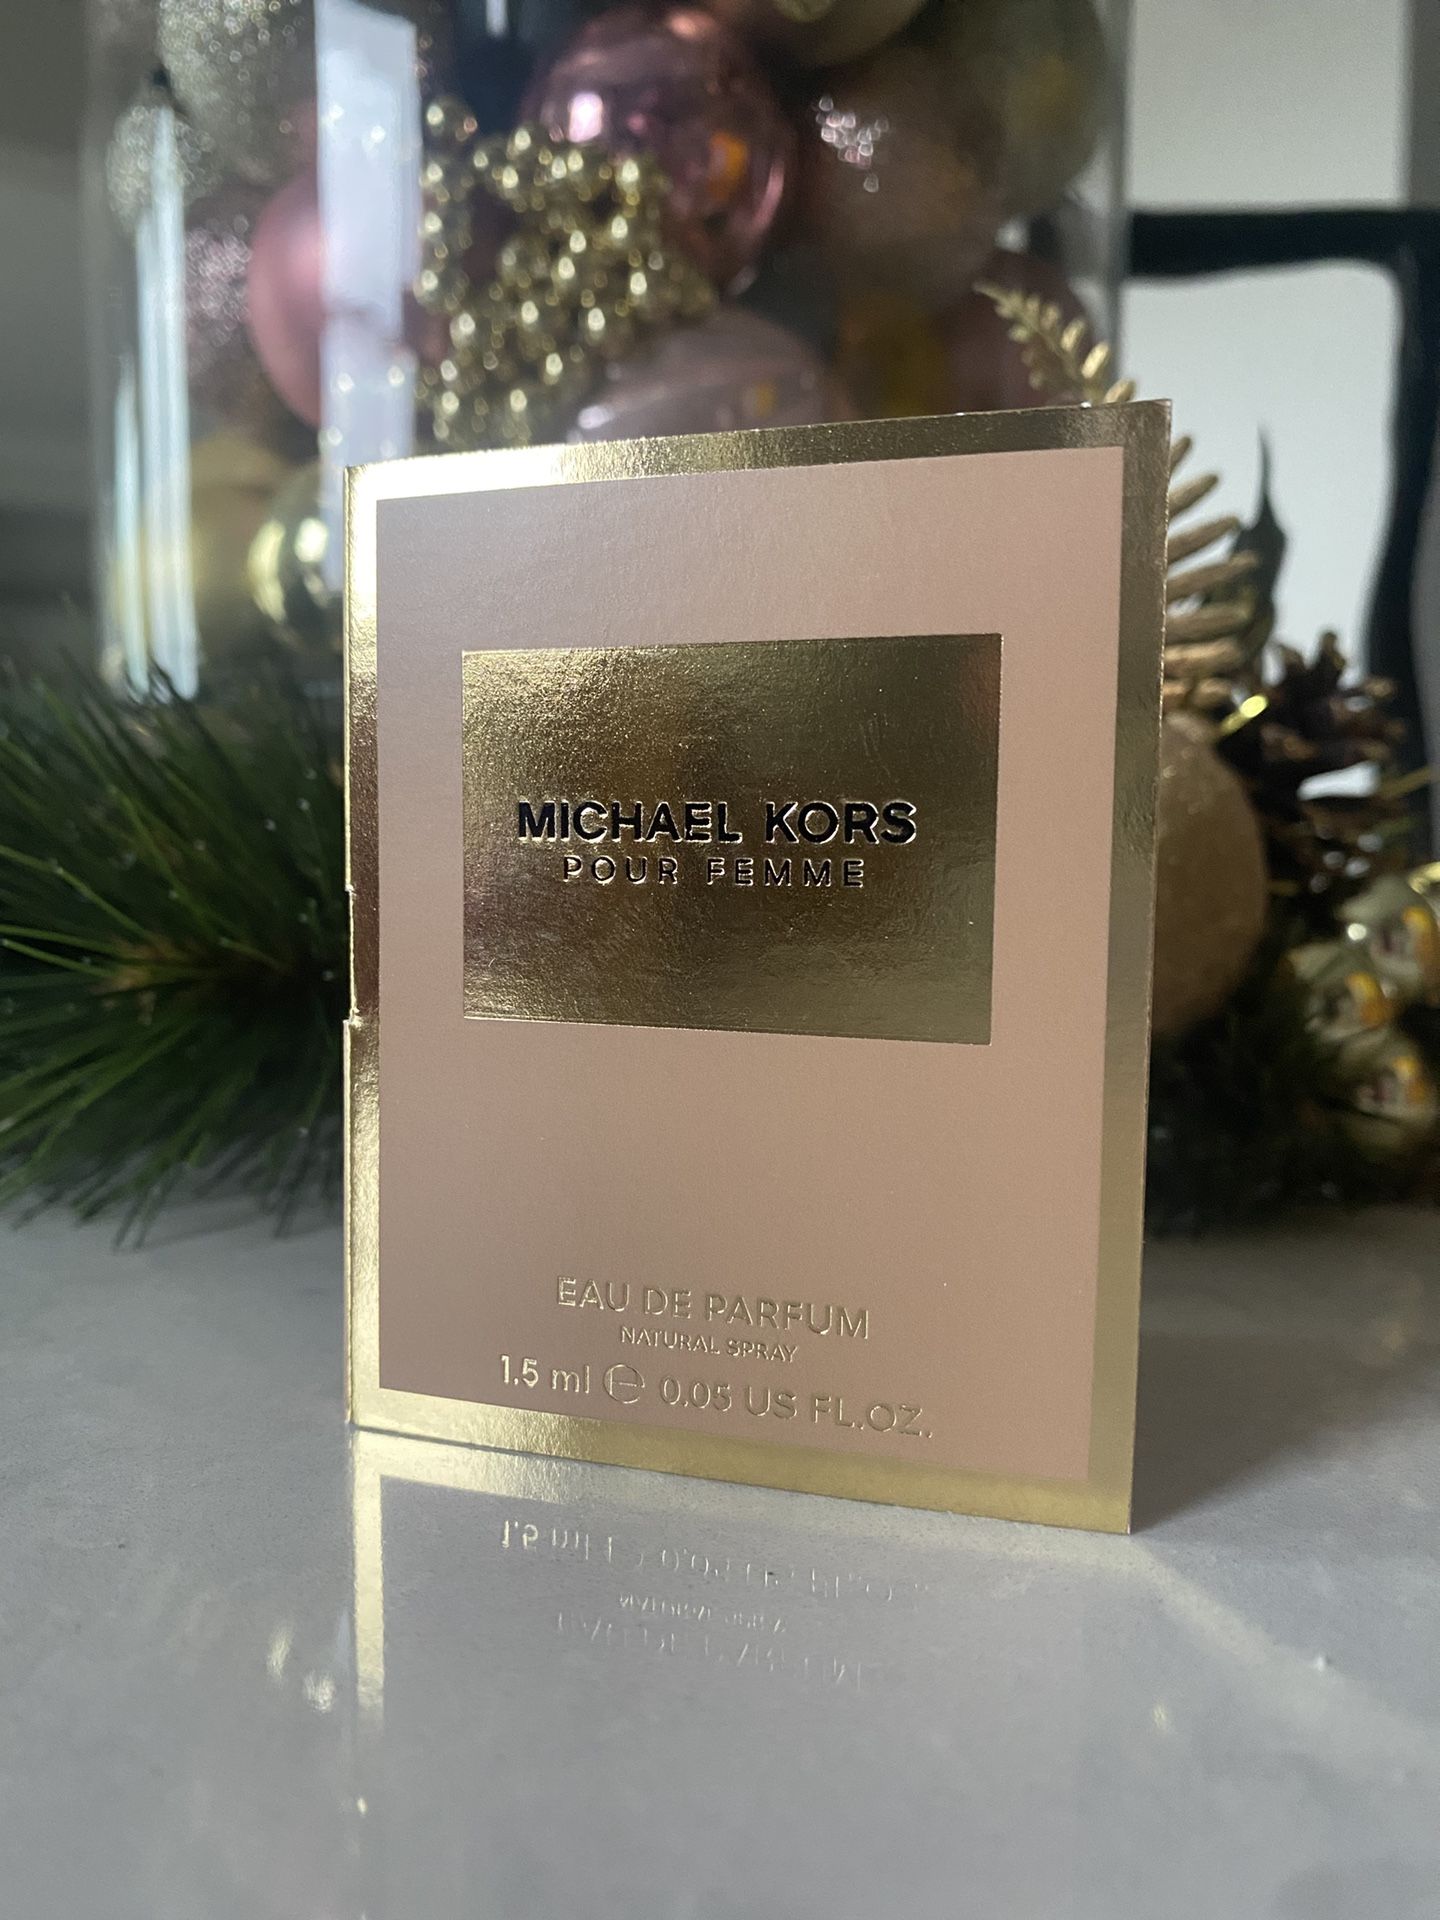 MICHAEL KORS
POUR FEMME
EAU DE PARFUM
NATURAL SPRAY
1.5 ml ℮ 0.05 US FL.OZ.